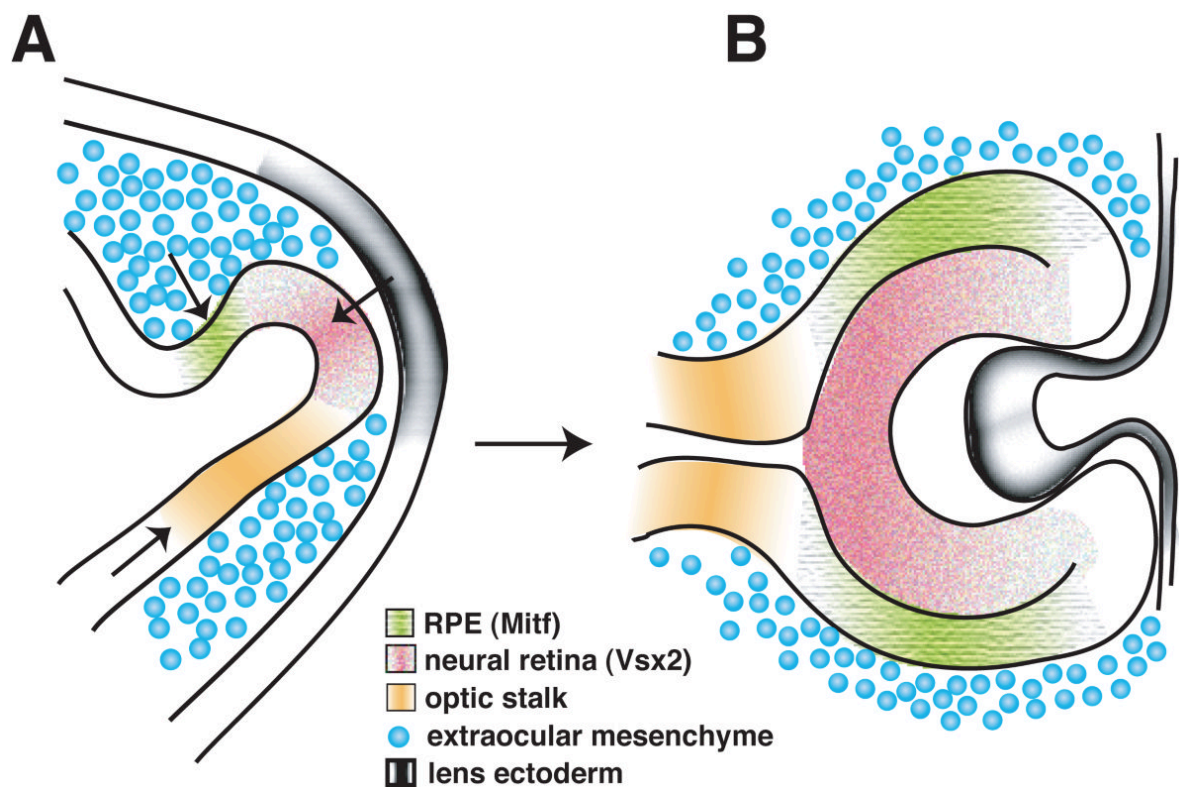 A
B
RPE (Mitf)
neural retina (Vsx2)
optic stalk
extraocular mesenchyme
lens ectoderm